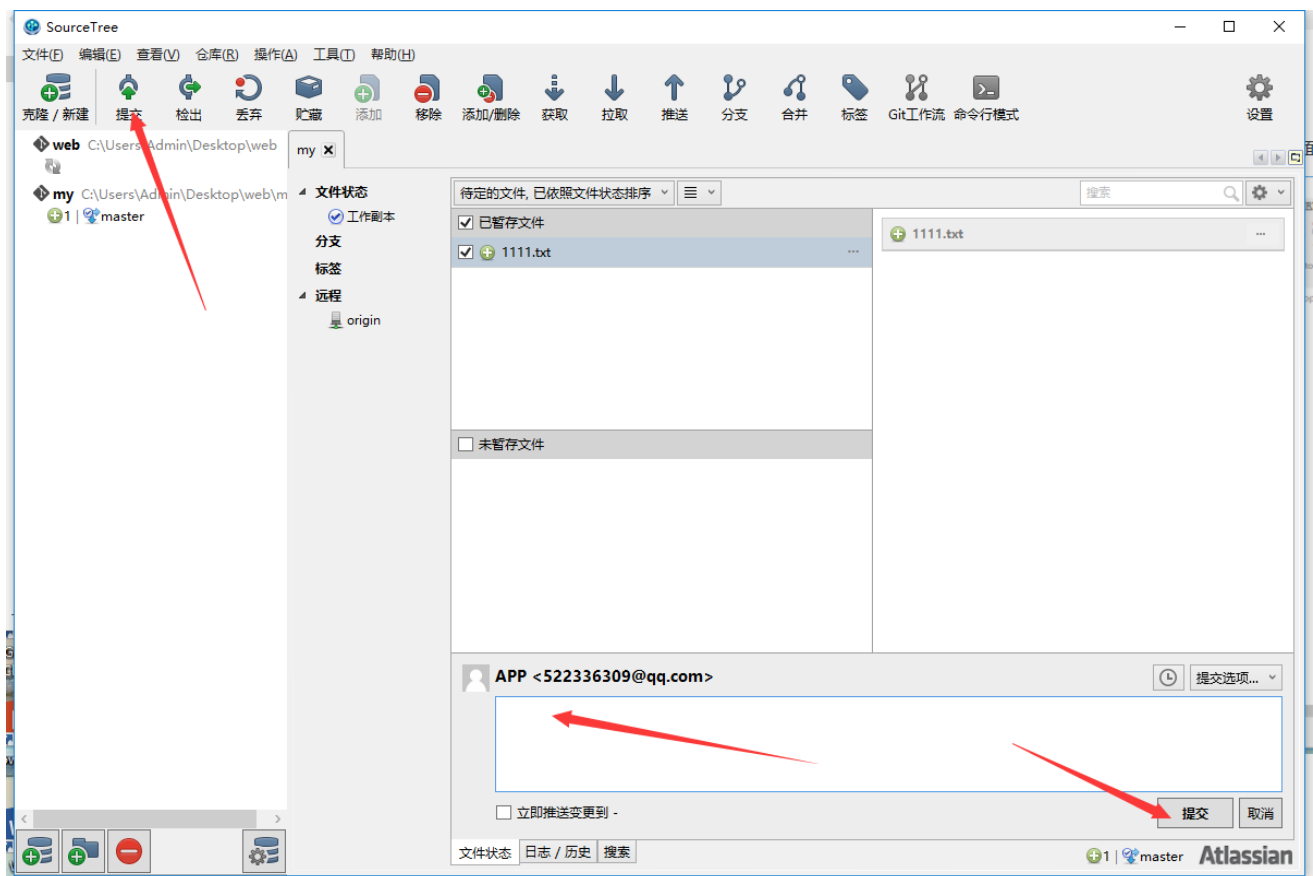 SourceTree
文件(F) 编辑(E) 查看(V) 仓库(R) 操作(A) 工具(T) 帮助(H)
克隆 / 新建 提交 检出 丢弃 贮藏 添加 移除 添加/删除 获取 拉取 推送 分支 合并 标签 Git工作流 命令行模式 设置
web C:\Users\Admin\Desktop\web
my C:\Users\Admin\Desktop\web\m
1 master
my
文件状态
工作副本
分支
标签
远程
origin
待定的文件, 已依照文件状态排序
搜索
已暂存文件
1111.txt
1111.txt
未暂存文件
APP <522336309@qq.com>
提交选项...
立即推送变更到 -
提交 取消
文件状态 日志 / 历史 搜索
1 master Atlassian